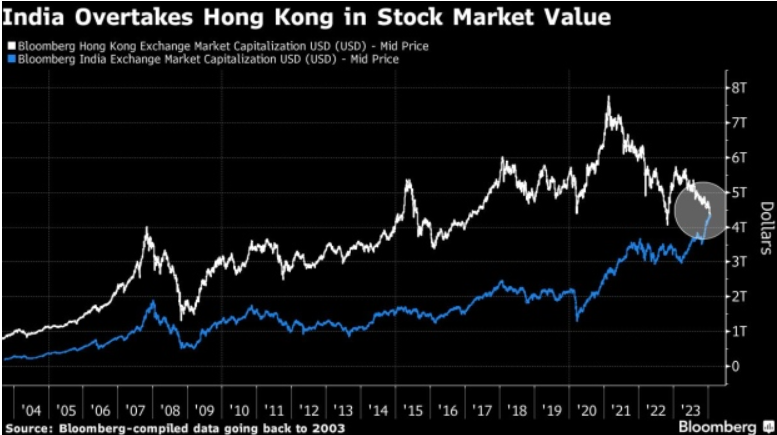 India Overtakes Hong Kong in Stock Market Value
Bloomberg Hong Kong Exchange Market Capitalization USD (USD) - Mid Price
Bloomberg India Exchange Market Capitalization USD (USD) - Mid Price
8T
7T
6T
5T
4T
3T
2T
1T
0
Dollars
'04 '05 '06 '07 '08 '09 '10 '11 '12 '13 '14 '15 '16 '17 '18 '19 '20 '21 '22 '23
Source: Bloomberg-compiled data going back to 2003 Bloomberg